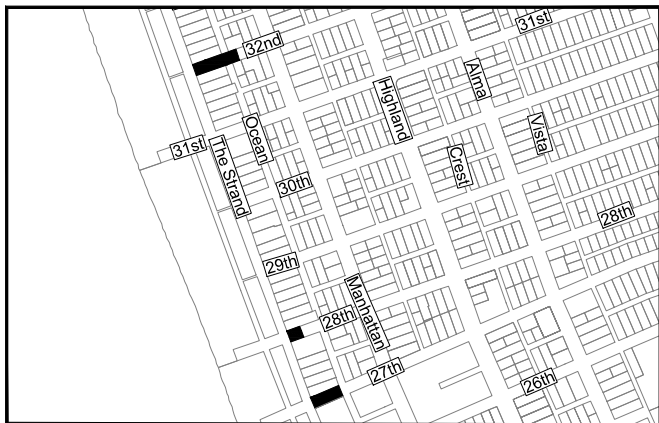 31st
32nd
Alma
Highland
Ocean
Vista
31st
The Strand
Crest
30th
28th
29th
Manhattan
28th
27th
26th